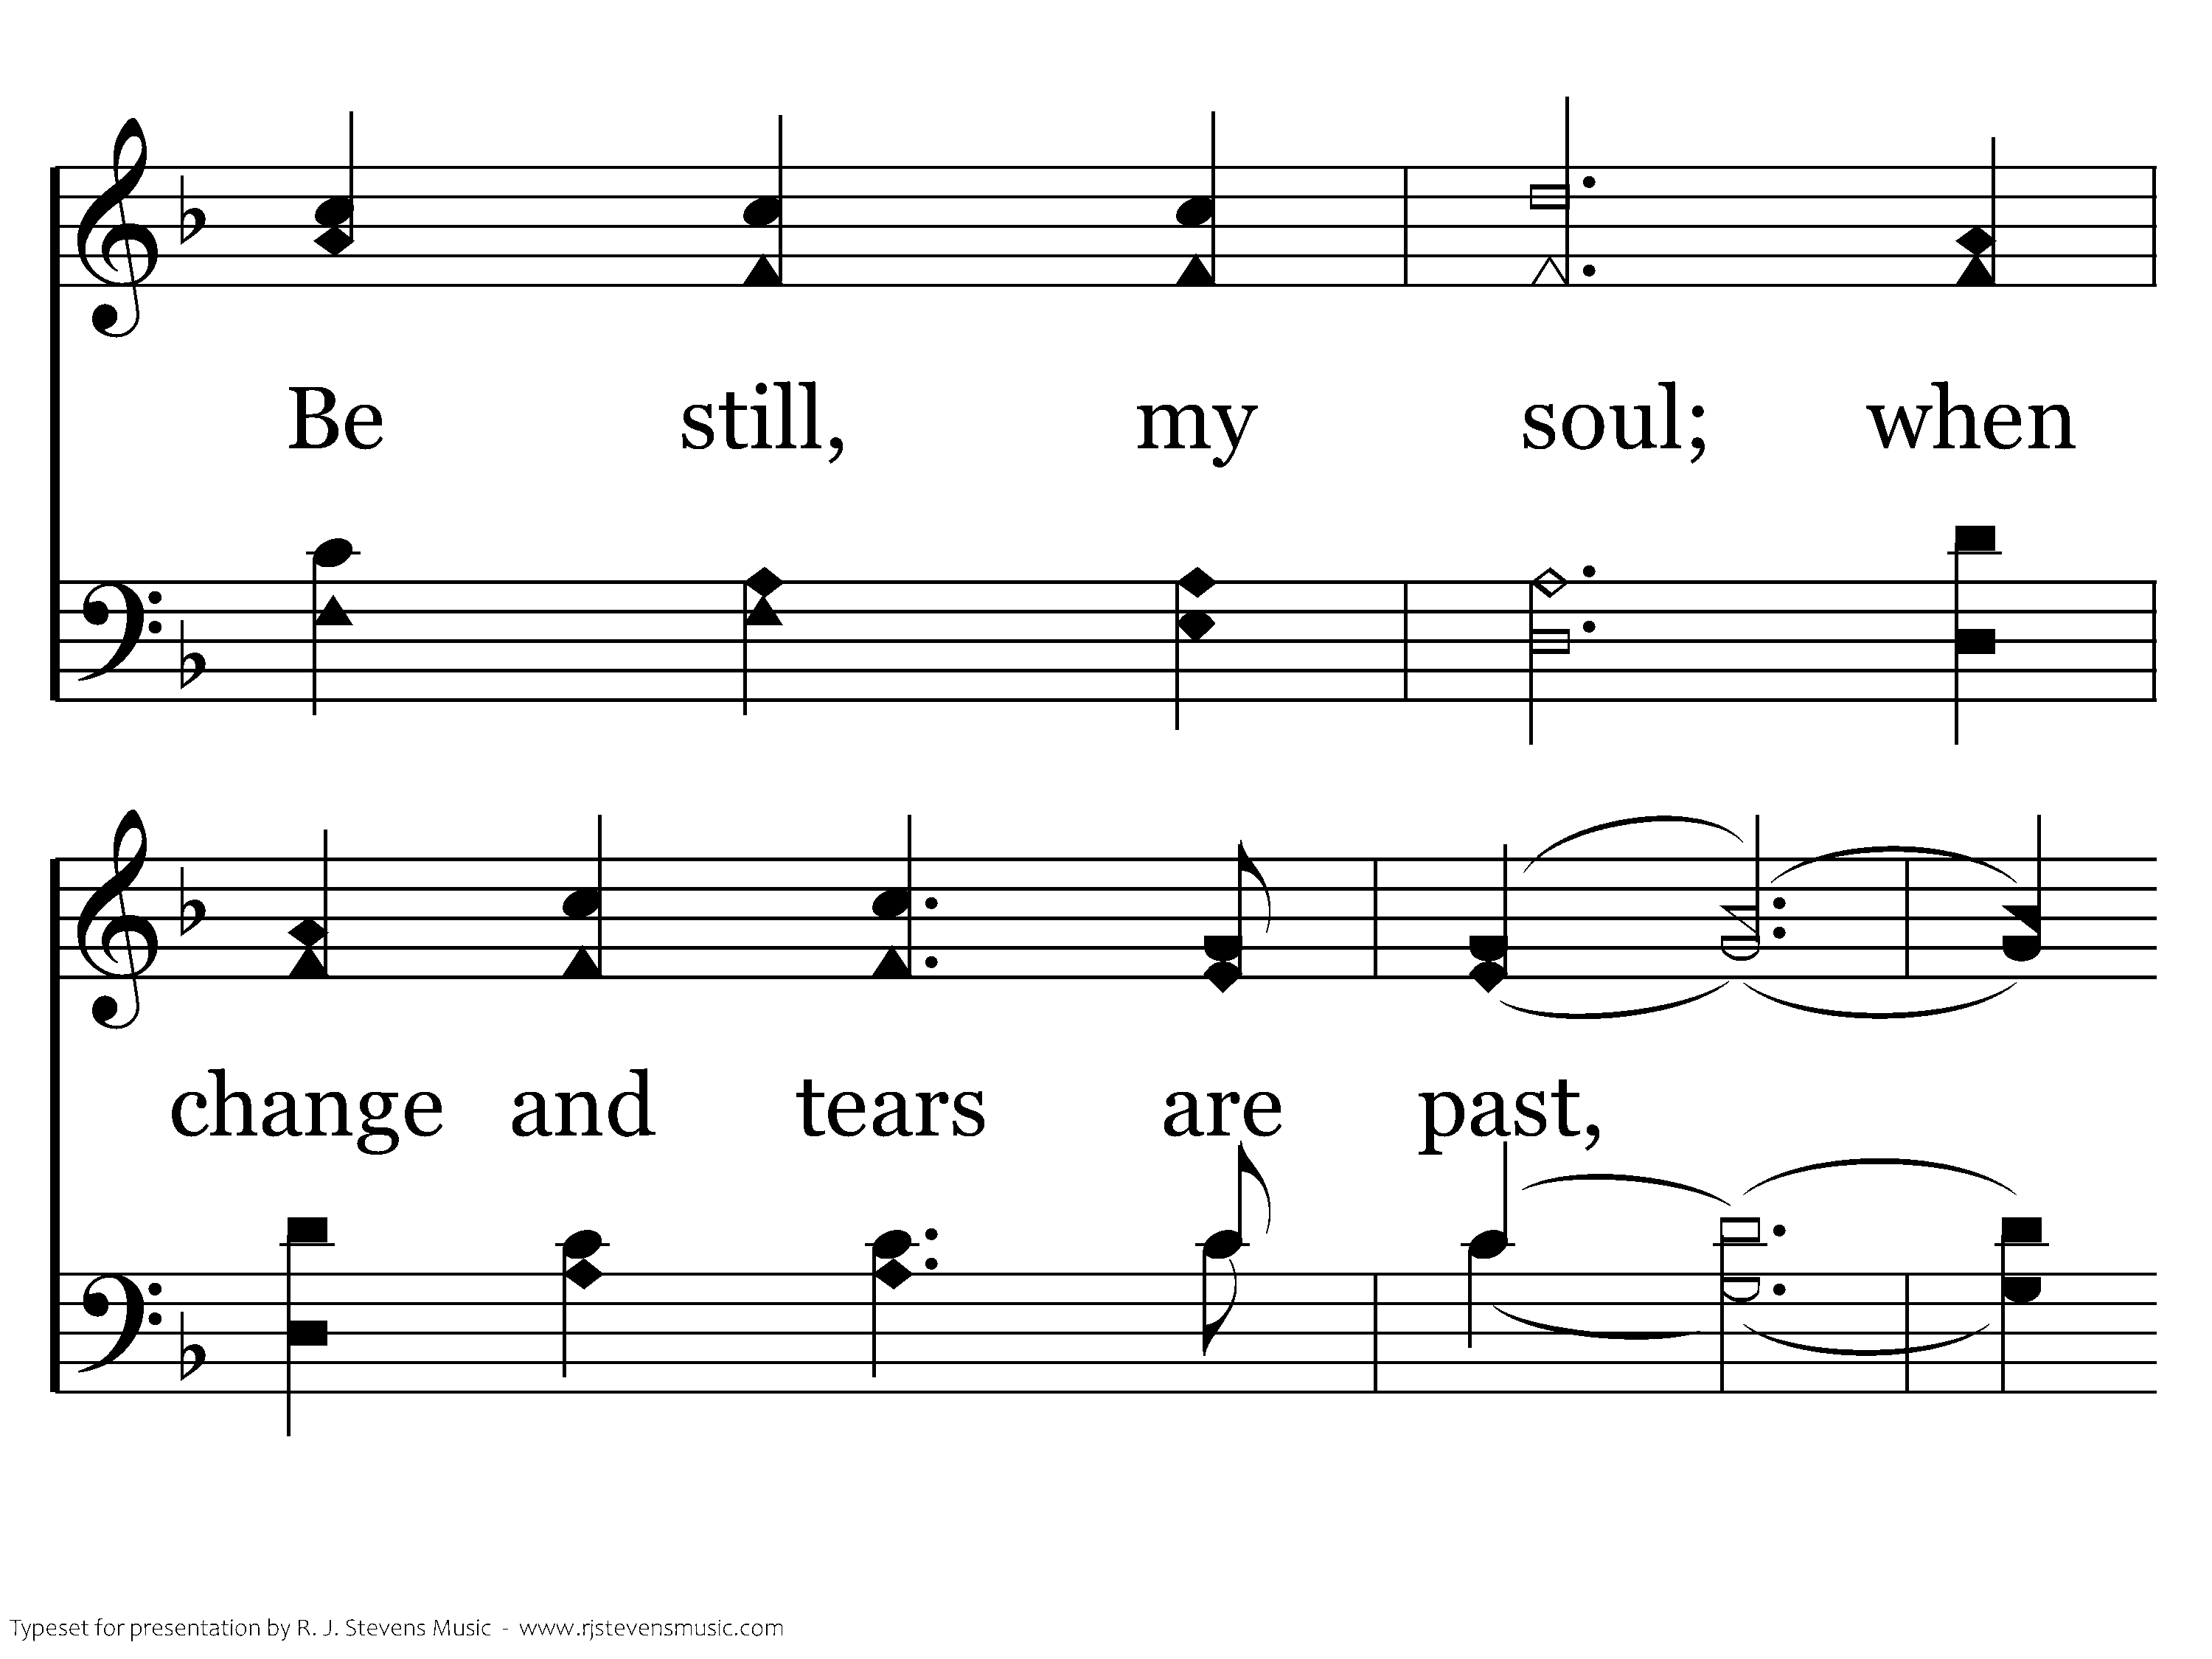 Be still, my soul; when
change and tears are past,
Typeset for presentation by R. J. Stevens Music - www.rjstevensmusic.com